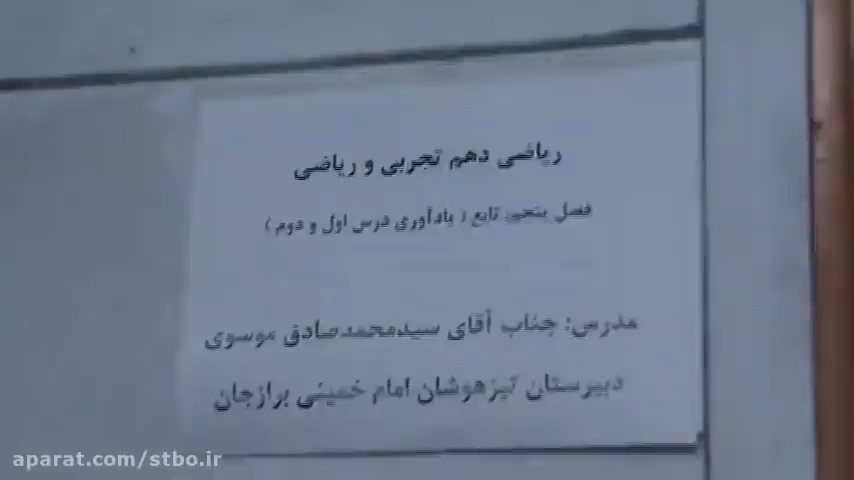 ریاضی دهم تجربی و ریاضی
فصل پنجم: تابع ( یادآوری درس اول و دوم )
مدرس: جناب آقای سیدمحمدصادق موسوی
دبیرستان تیزهوشان امام خمینی برازجان
aparat.com/stbo.ir